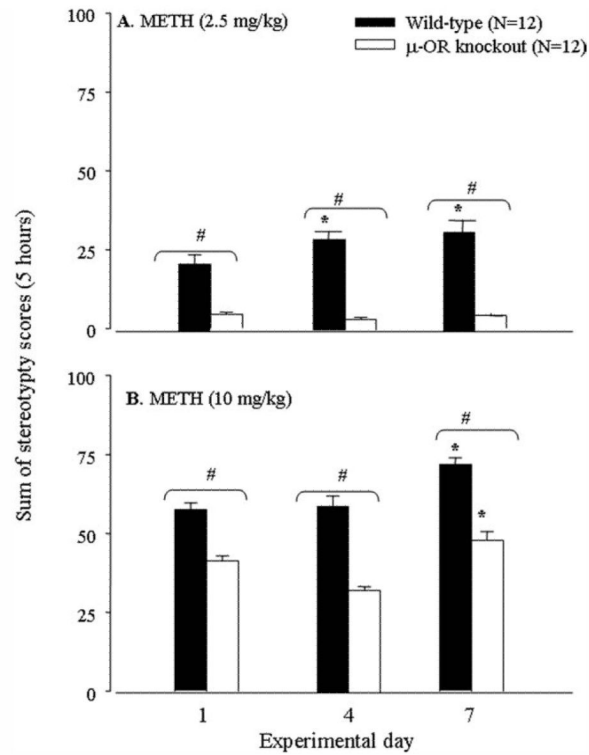 A. METH (2.5 mg/kg)
Wild-type (N=12)
μ-OR knockout (N=12)
Sum of stereotypty scores (5 hours)
100
75
50
25
0
#
#
*
#
*
B. METH (10 mg/kg)
100
75
50
25
0
#
#
#
*
*
1 4 7
Experimental day